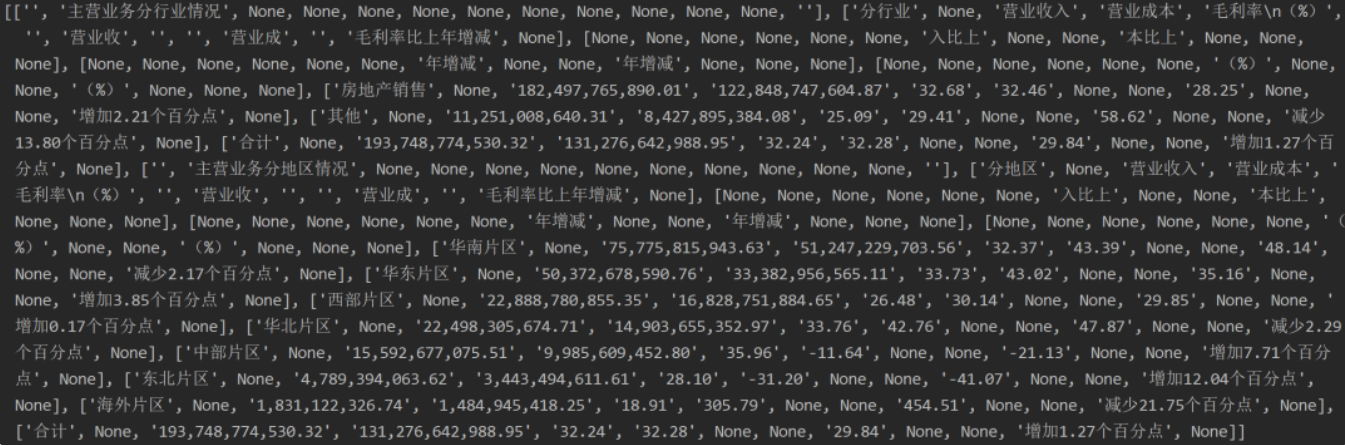 [['', '主营业务分行业情况', None, None, None, None, None, None, None, None, None, None, ''], ['分行业', None, '营业收入', '营业成本', '毛利率\n（%）',
'', '营业收', '', '', '营业成', '', '毛利率比上年增减', None], [None, None, None, None, None, None, '入比上', None, None, '本比上', None, None,
None], [None, None, None, None, None, None, '年增减', None, None, '年增减', None, None, None], [None, None, None, None, None, None, '（%）', None,
None, '（%）', None, None, None], ['房地产销售', None, '182,497,765,890.01', '122,848,747,604.87', '32.68', '32.46', None, None, '28.25', None,
None, '增加2.21个百分点', None], ['其他', None, '11,251,008,640.31', '8,427,895,384.08', '25.09', '29.41', None, None, '58.62', None, None, '减少
13.80个百分点', None], ['合计', None, '193,748,774,530.32', '131,276,642,988.95', '32.24', '32.28', None, None, '29.84', None, None, '增加1.27个百
分点', None], ['', '主营业务分地区情况', None, None, None, None, None, None, None, None, None, None, ''], ['分地区', None, '营业收入', '营业成本', '
毛利率\n（%）', '', '营业收', '', '', '营业成', '', '毛利率比上年增减', None], [None, None, None, None, None, None, '入比上', None, None, '本比上',
None, None, None], [None, None, None, None, None, None, '年增减', None, None, '年增减', None, None, None], [None, None, None, None, None, None, '（
%）', None, None, '（%）', None, None, None], ['华南片区', None, '75,775,815,943.63', '51,247,229,703.56', '32.37', '43.39', None, None, '48.14',
None, None, '减少2.17个百分点', None], ['华东片区', None, '50,372,678,590.76', '33,382,956,565.11', '33.73', '43.02', None, None, '35.16', None,
None, '增加3.85个百分点', None], ['西部片区', None, '22,888,780,855.35', '16,828,751,884.65', '26.48', '30.14', None, None, '29.85', None, None, '
增加0.17个百分点', None], ['华北片区', None, '22,498,305,674.71', '14,903,655,352.97', '33.76', '42.76', None, None, '47.87', None, None, '减少2.29
个百分点', None], ['中部片区', None, '15,592,677,075.51', '9,985,609,452.80', '35.96', '-11.64', None, None, '-21.13', None, None, '增加7.71个百分
点', None], ['东北片区', None, '4,789,394,063.62', '3,443,494,611.61', '28.10', '-31.20', None, None, '-41.07', None, None, '增加12.04个百分点',
None], ['海外片区', None, '1,831,122,326.74', '1,484,945,418.25', '18.91', '305.79', None, None, '454.51', None, None, '减少21.75个百分点', None],
['合计', None, '193,748,774,530.32', '131,276,642,988.95', '32.24', '32.28', None, None, '29.84', None, None, '增加1.27个百分点', None]]